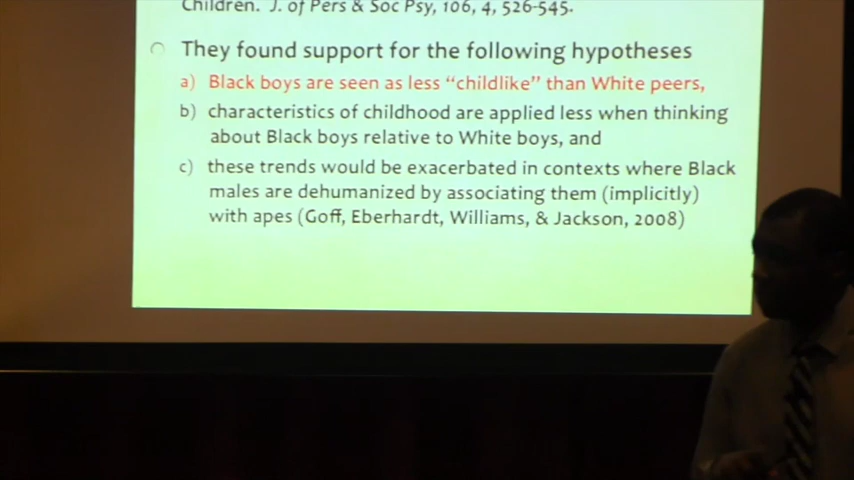 Children. J. of Pers & Soc Psy, 106, 4, 526-545.
They found support for the following hypotheses
a) Black boys are seen as less “childlike” than White peers,
b) characteristics of childhood are applied less when thinking
about Black boys relative to White boys, and
c) these trends would be exacerbated in contexts where Black
males are dehumanized by associating them (implicitly)
with apes (Goff, Eberhardt, Williams, & Jackson, 2008)